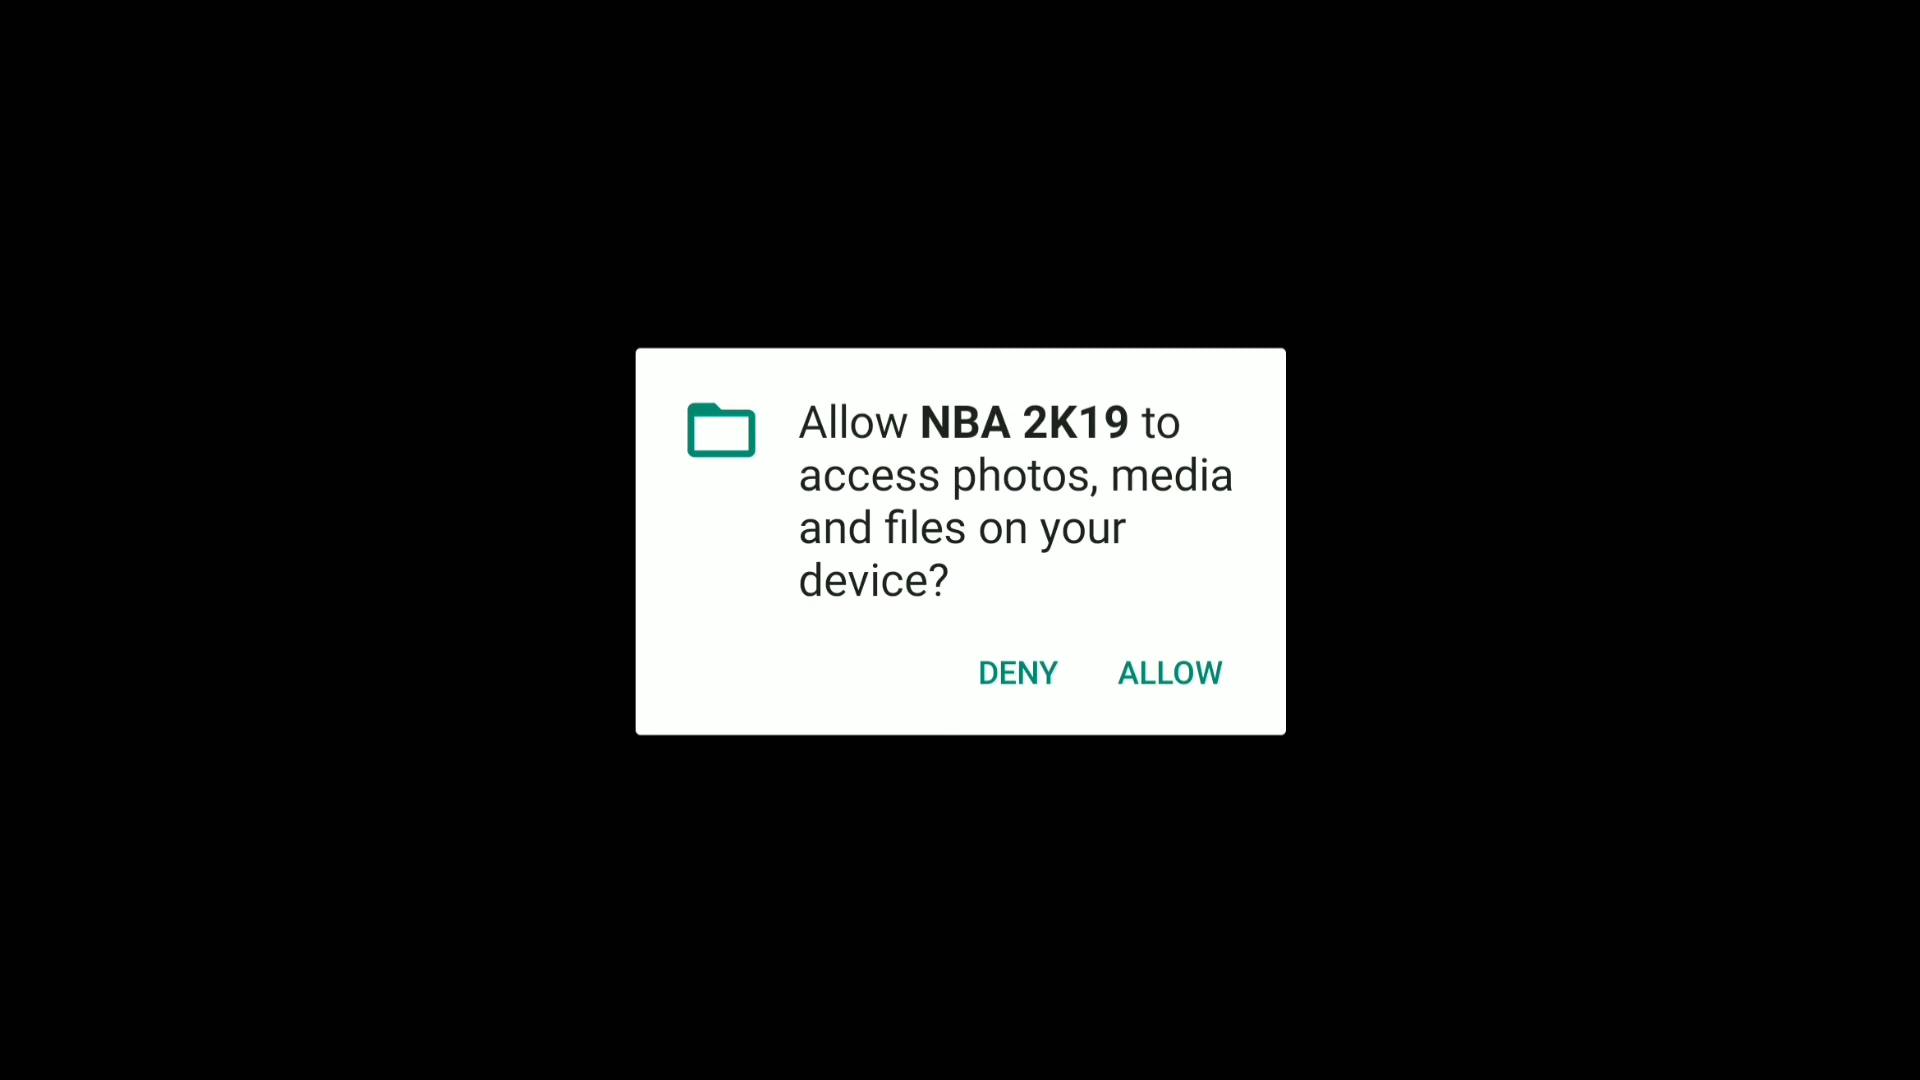 Allow NBA 2K19 to
access photos, media
and files on your
device?
DENY ALLOW